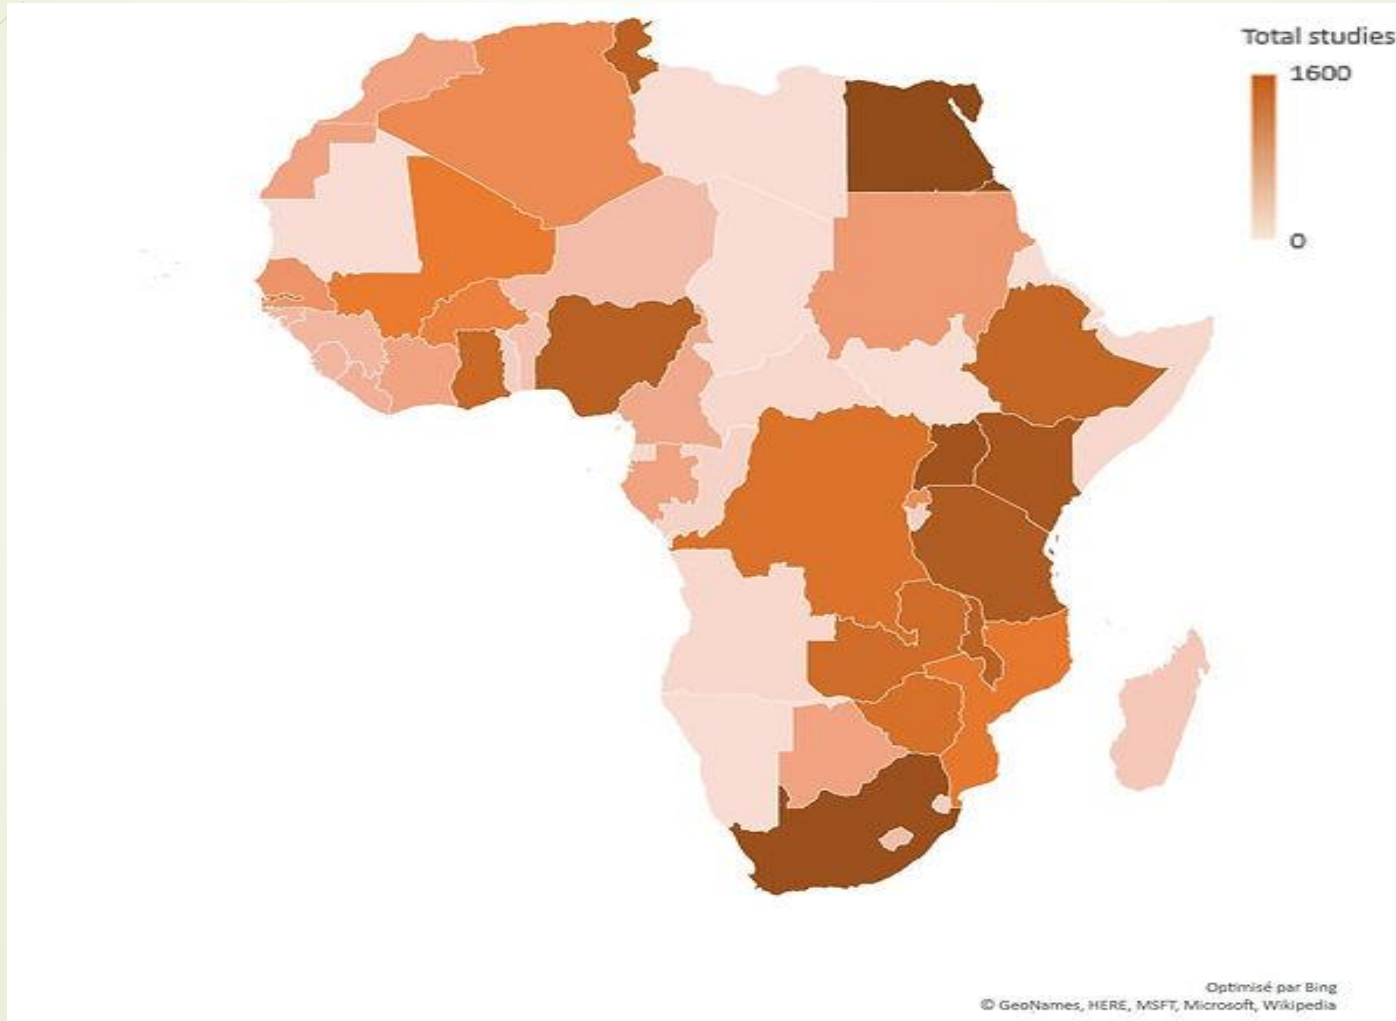 Total studies
1600
0
Optimisé par Bing
© GeoNames, HERE, MSFT, Microsoft, Wikipedia